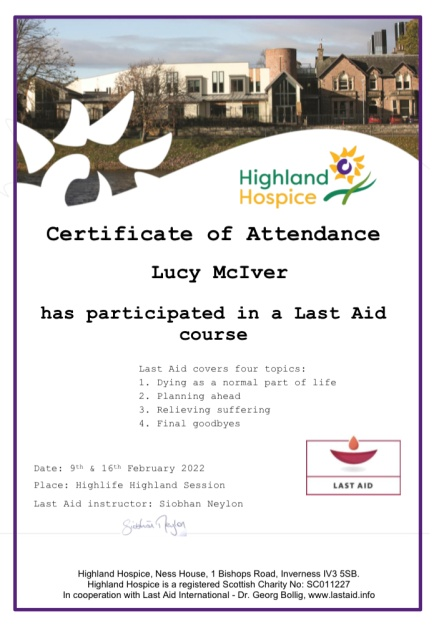 Highland
Hospice
Certificate of Attendance
Lucy McIver
has participated in a Last Aid
course
Last Aid covers four topics:
1. Dying as a normal part of life
2. Planning ahead
3. Relieving suffering
4. Final goodbyes
LAST AID
Date: 9th & 16th February 2022
Place: Highlife Highland Session
Last Aid instructor: Siobhan Neylon
Siobhan Neylon
Highland Hospice, Ness House, 1 Bishops Road, Inverness IV3 5SB.
Highland Hospice is a registered Scottish Charity No: SC011227
In cooperation with Last Aid International - Dr. Georg Bollig, www.lastaid.info